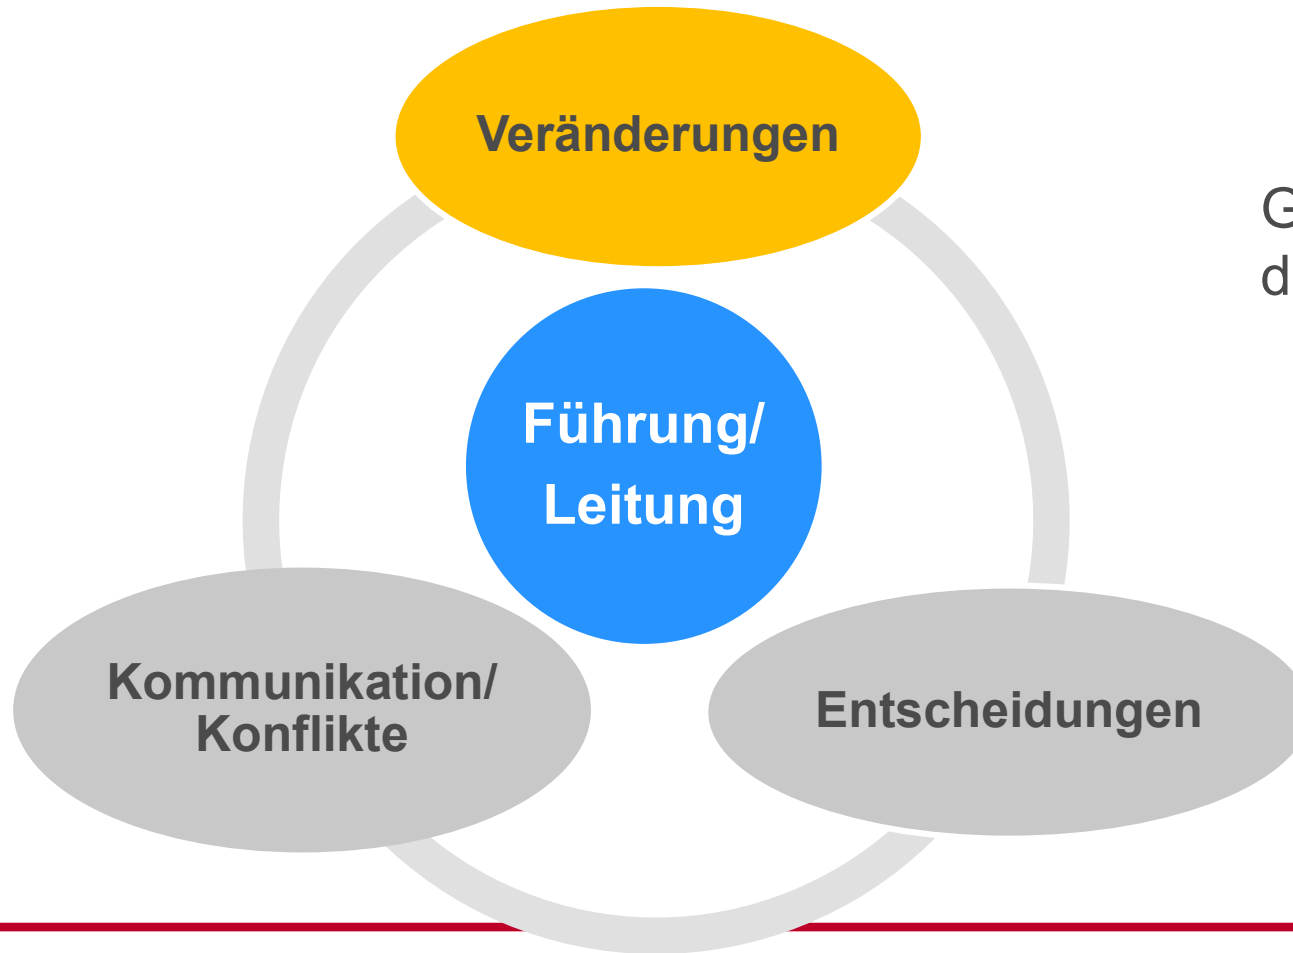 Veränderungen
Führung/
Leitung
Kommunikation/
Konflikte
Entscheidungen